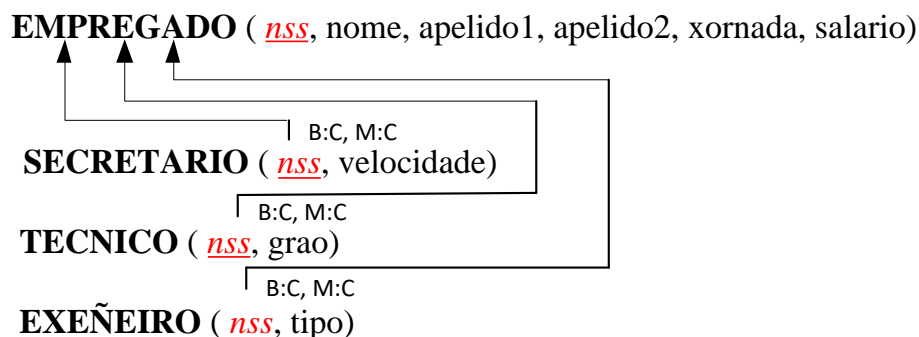 EMPREGADO ( nss, nome, apelido1, apelido2, xornada, salario)
B:C, M:C
SECRETARIO ( nss, velocidade)
B:C, M:C
TECNICO ( nss, grao)
B:C, M:C
EXEÑEIRO ( nss, tipo)